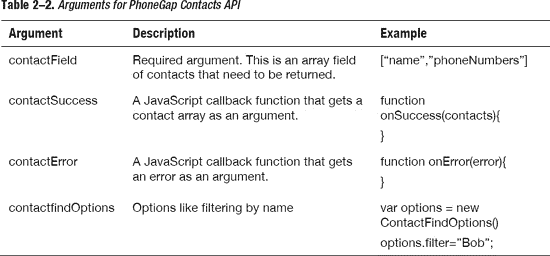 Table 2–2. Arguments for PhoneGap Contacts API
Argument Description Example
contactField Required argument. This is an array field ["name","phoneNumbers"]
of contacts that need to be returned.
contactSuccess A JavaScript callback function that gets a function
contact array as an argument. onSuccess(contacts){
}
contactError A JavaScript callback function that gets function onError(error){
an error as an argument. }
contactfindOptions Options like filtering by name var options = new
ContactFindOptions()
options.filter="Bob";